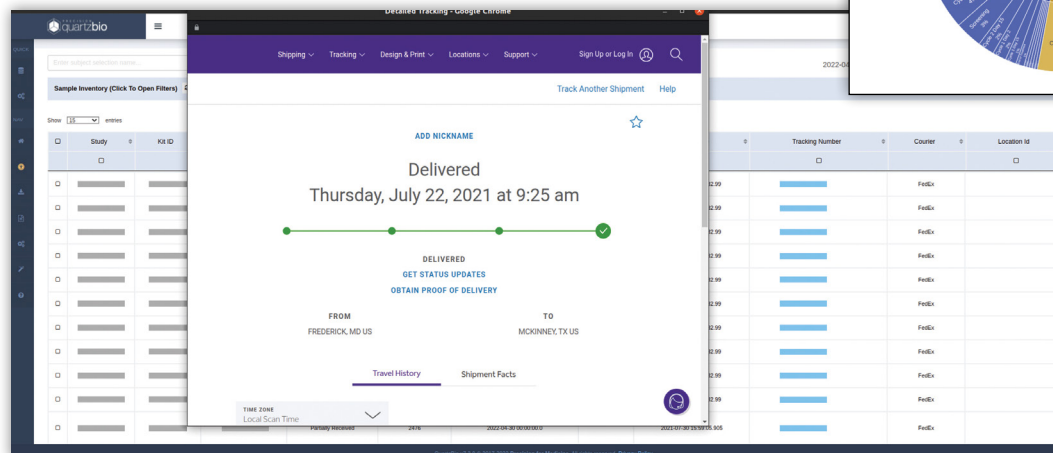 Detailed Tracking - Google Chrome
quartzbio
Shipping
Tracking
Design & Print
Locations
Support
Sign Up or Log In
Enter subject selection name...
2022-04
Sample Inventory (Click To Open Filters)
Track Another Shipment
Help
Show 15 entries
ADD NICKNAME
Study
Kit ID
Tracking Number
Courier
Location Id
Delivered
Thursday, July 22, 2021 at 9:25 am
FedEx
FedEx
FedEx
FedEx
FedEx
FedEx
FedEx
FedEx
FedEx
FedEx
FedEx
DELIVERED
GET STATUS UPDATES
OBTAIN PROOF OF DELIVERY
FROM
TO
FREDERICK, MD US
MCKINNEY, TX US
Travel History
Shipment Facts
TIME ZONE
Local Scan Time
Partially Received
2476
2022-04-30 00:00:00.0
2021-07-30 15:59:05.905
Screening